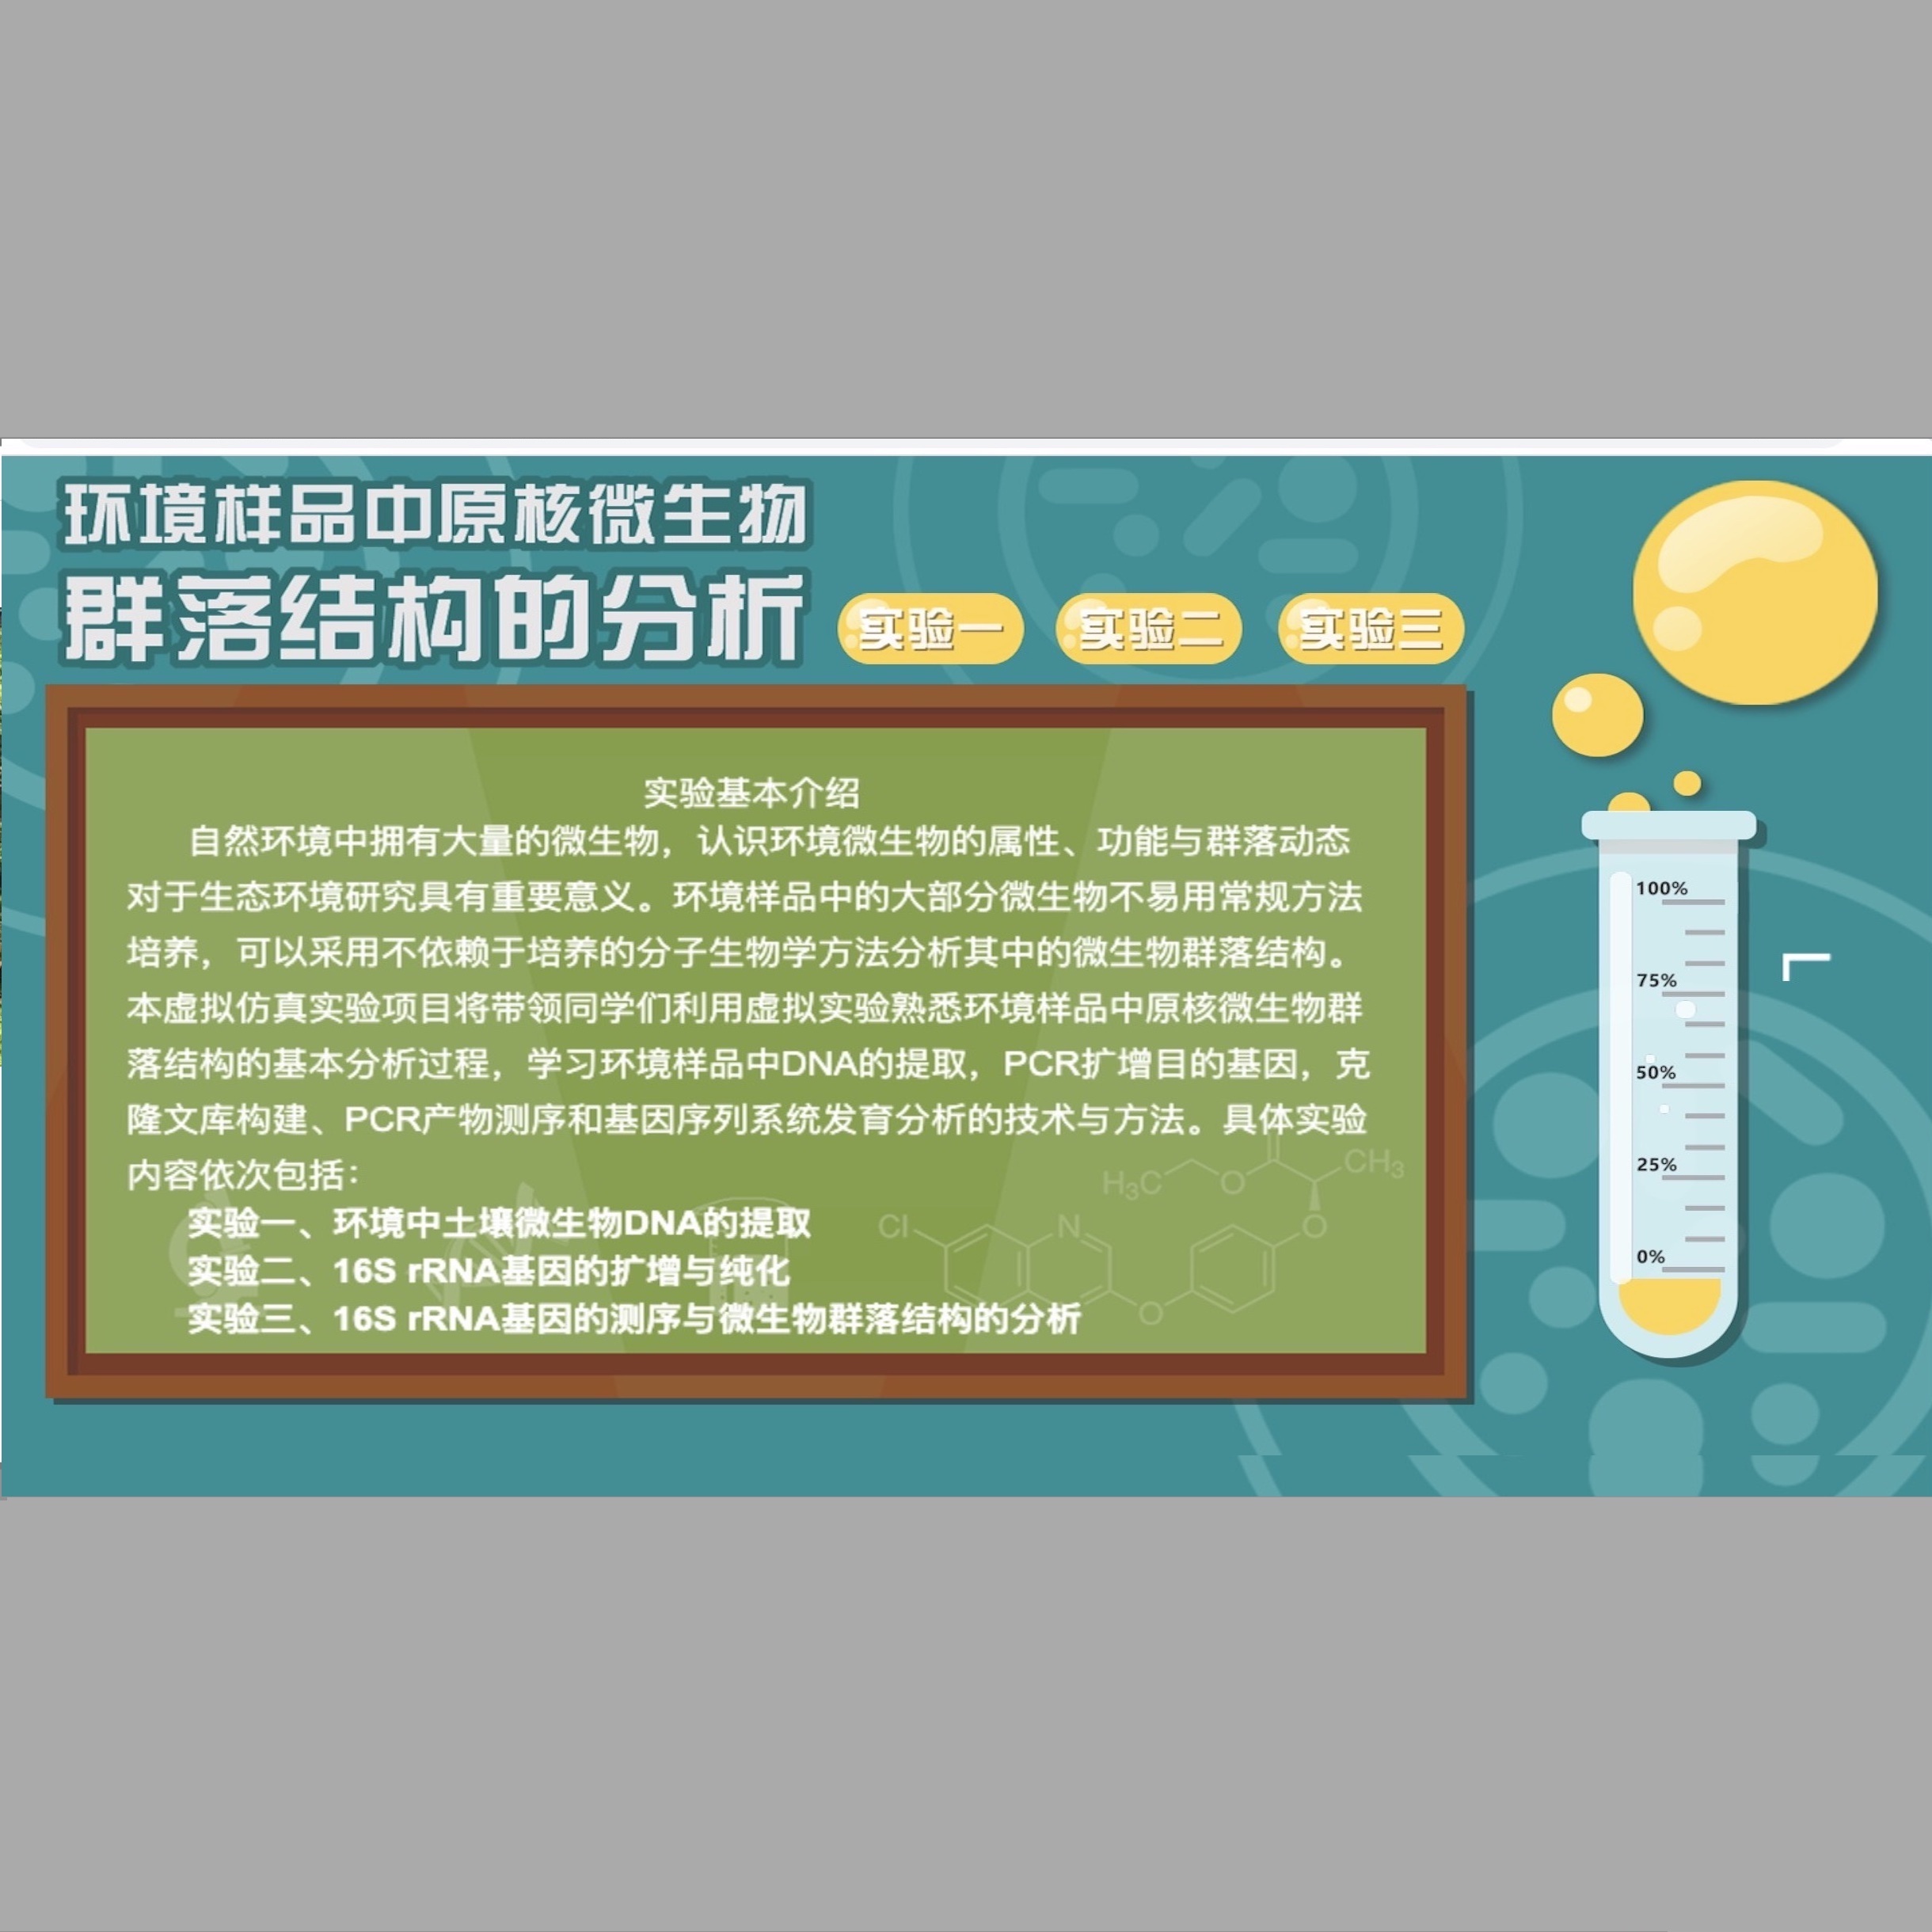 环境样品中原核微生物
群落结构的分析
实验一
实验二
实验三
实验基本介绍
自然环境中拥有大量的微生物，认识环境微生物的属性、功能与群落动态
对于生态环境研究具有重要意义。环境样品中的大部分微生物不易用常规方法
培养，可以采用不依赖于培养的分子生物学方法分析其中的微生物群落结构。
本虚拟仿真实验项目将带领同学们利用虚拟实验熟悉环境样品中原核微生物群
落结构的基本分析过程，学习环境样品中DNA的提取，PCR扩增目的基因，克
隆文库构建、PCR产物测序和基因序列系统发育分析的技术与方法。具体实验
内容依次包括：
实验一、环境中土壤微生物DNA的提取
实验二、16S rRNA基因的扩增与纯化
实验三、16S rRNA基因的测序与微生物群落结构的分析
H₃C
O
CH₃
Cl
N
O
O
100%
75%
50%
25%
0%